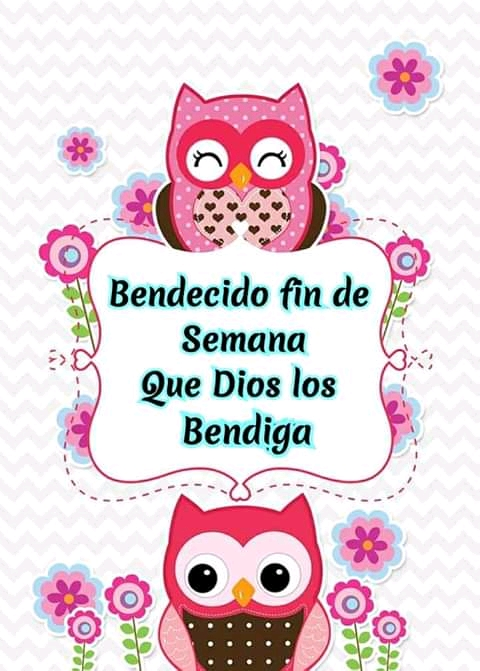 Bendecido fin de
Semana
Que Dios los
Bendiga